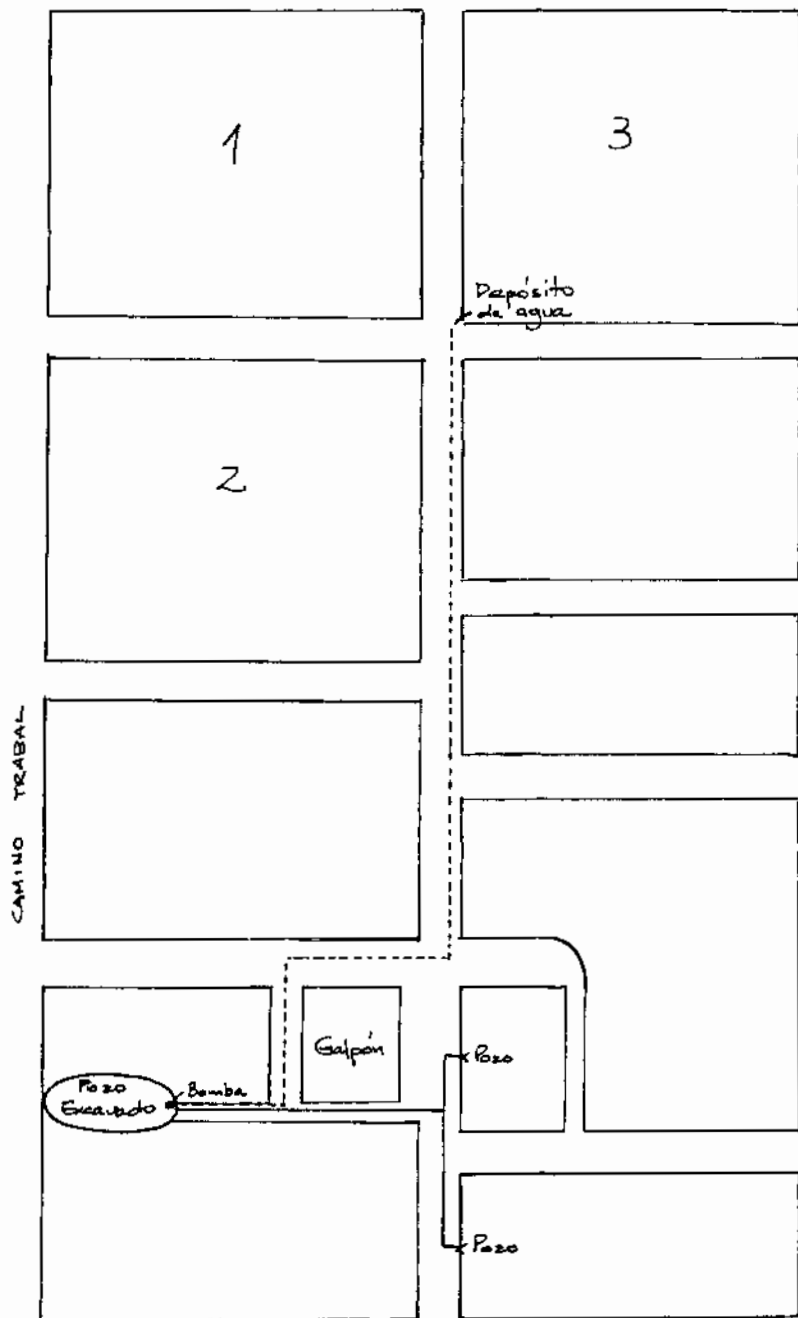 1
3
Depósito
de agua
2
CAMINO TRABAL
Galpón
Pozo
Excavado
Bomba
Pozo
Pozo